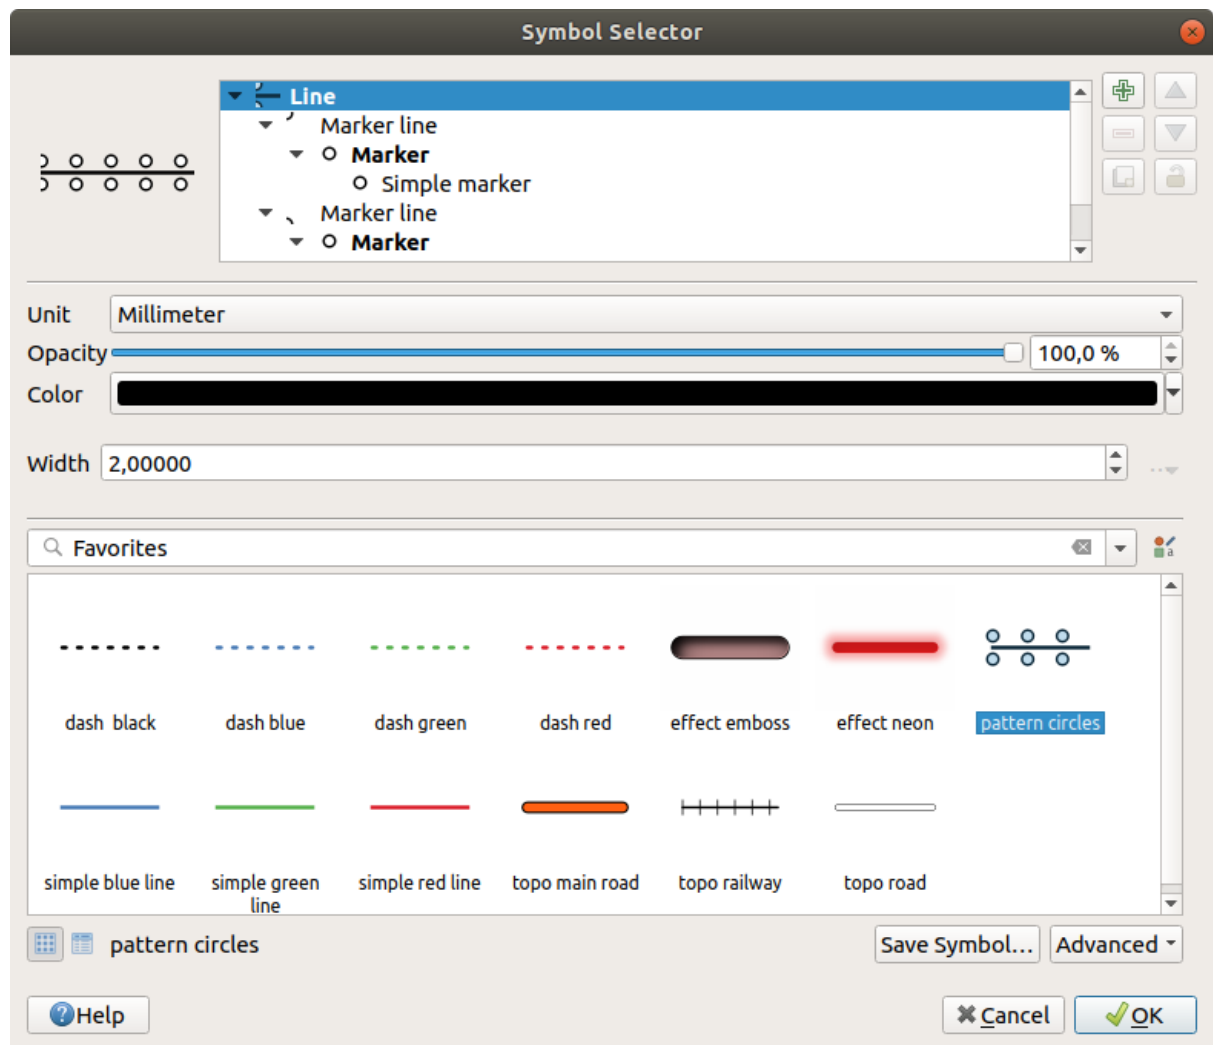 Symbol Selector
Line
Marker line
Marker
Simple marker
Marker line
Marker
Unit Millimeter
Opacity 100,0 %
Color
Width 2,00000
Favorites
a
dash black dash blue dash green dash red effect emboss effect neon pattern circles
simple blue line simple green simple red line topo main road topo railway topo road
line
pattern circles Save Symbol... Advanced
?Help Cancel OK